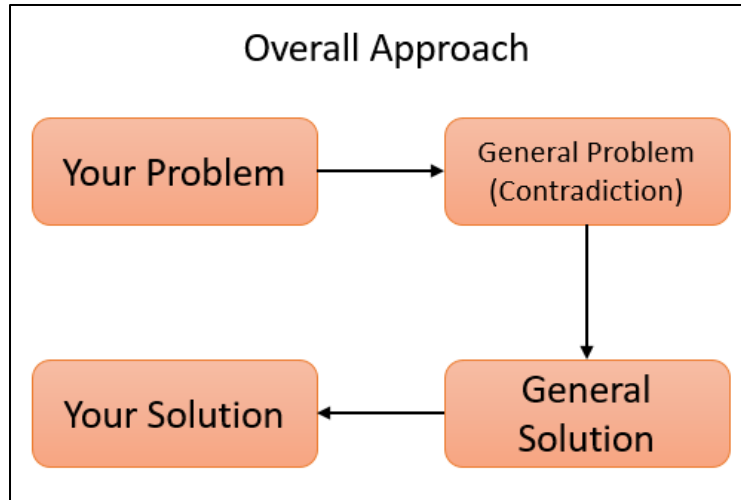 Overall Approach
Your Problem
General Problem
(Contradiction)
Your Solution
General
Solution